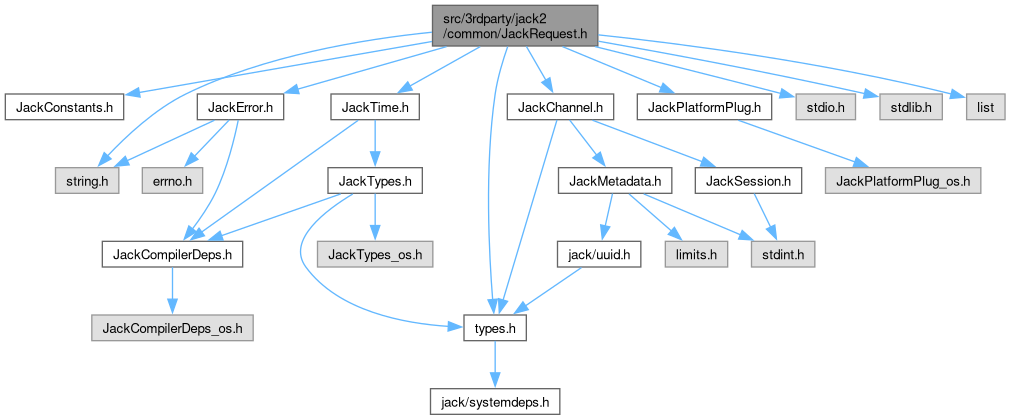 src/3rdparty/jack2
/common/JackRequest.h
JackConstants.h
JackError.h
JackTime.h
JackChannel.h
JackPlatformPlug.h
stdio.h
stdlib.h
list
string.h
errno.h
JackTypes.h
JackMetadata.h
JackSession.h
JackPlatformPlug_os.h
JackCompilerDeps.h
JackTypes_os.h
jack/uuid.h
limits.h
stdint.h
JackCompilerDeps_os.h
types.h
jack/systemdeps.h